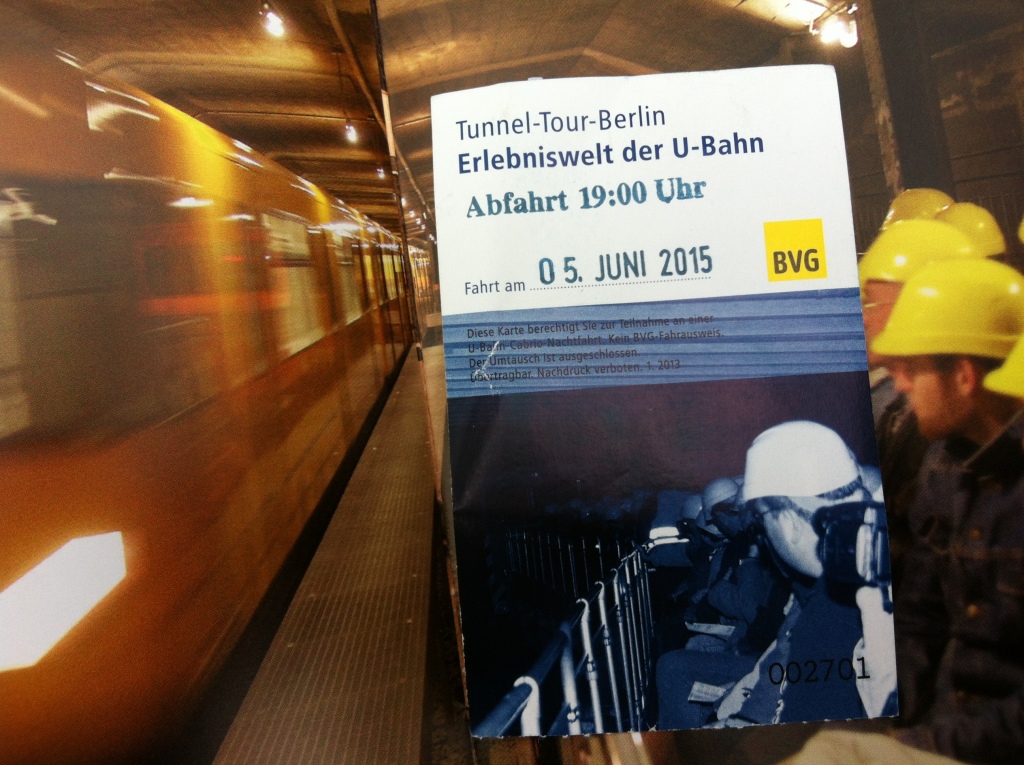 Tunnel-Tour-Berlin
Erlebniswelt der U-Bahn
Abfahrt 19:00 Uhr
Fahrt am 05. JUNI 2015
BVG
Diese Karte berechtigt Sie zur Teilnahme an einer
U-Bahn-Cabrio-Nachtfahrt. Kein BVG-Fahrausweis.
Der Umtausch ist ausgeschlossen.
Übertragbar. Nachdruck verboten. 1. 2013
002701